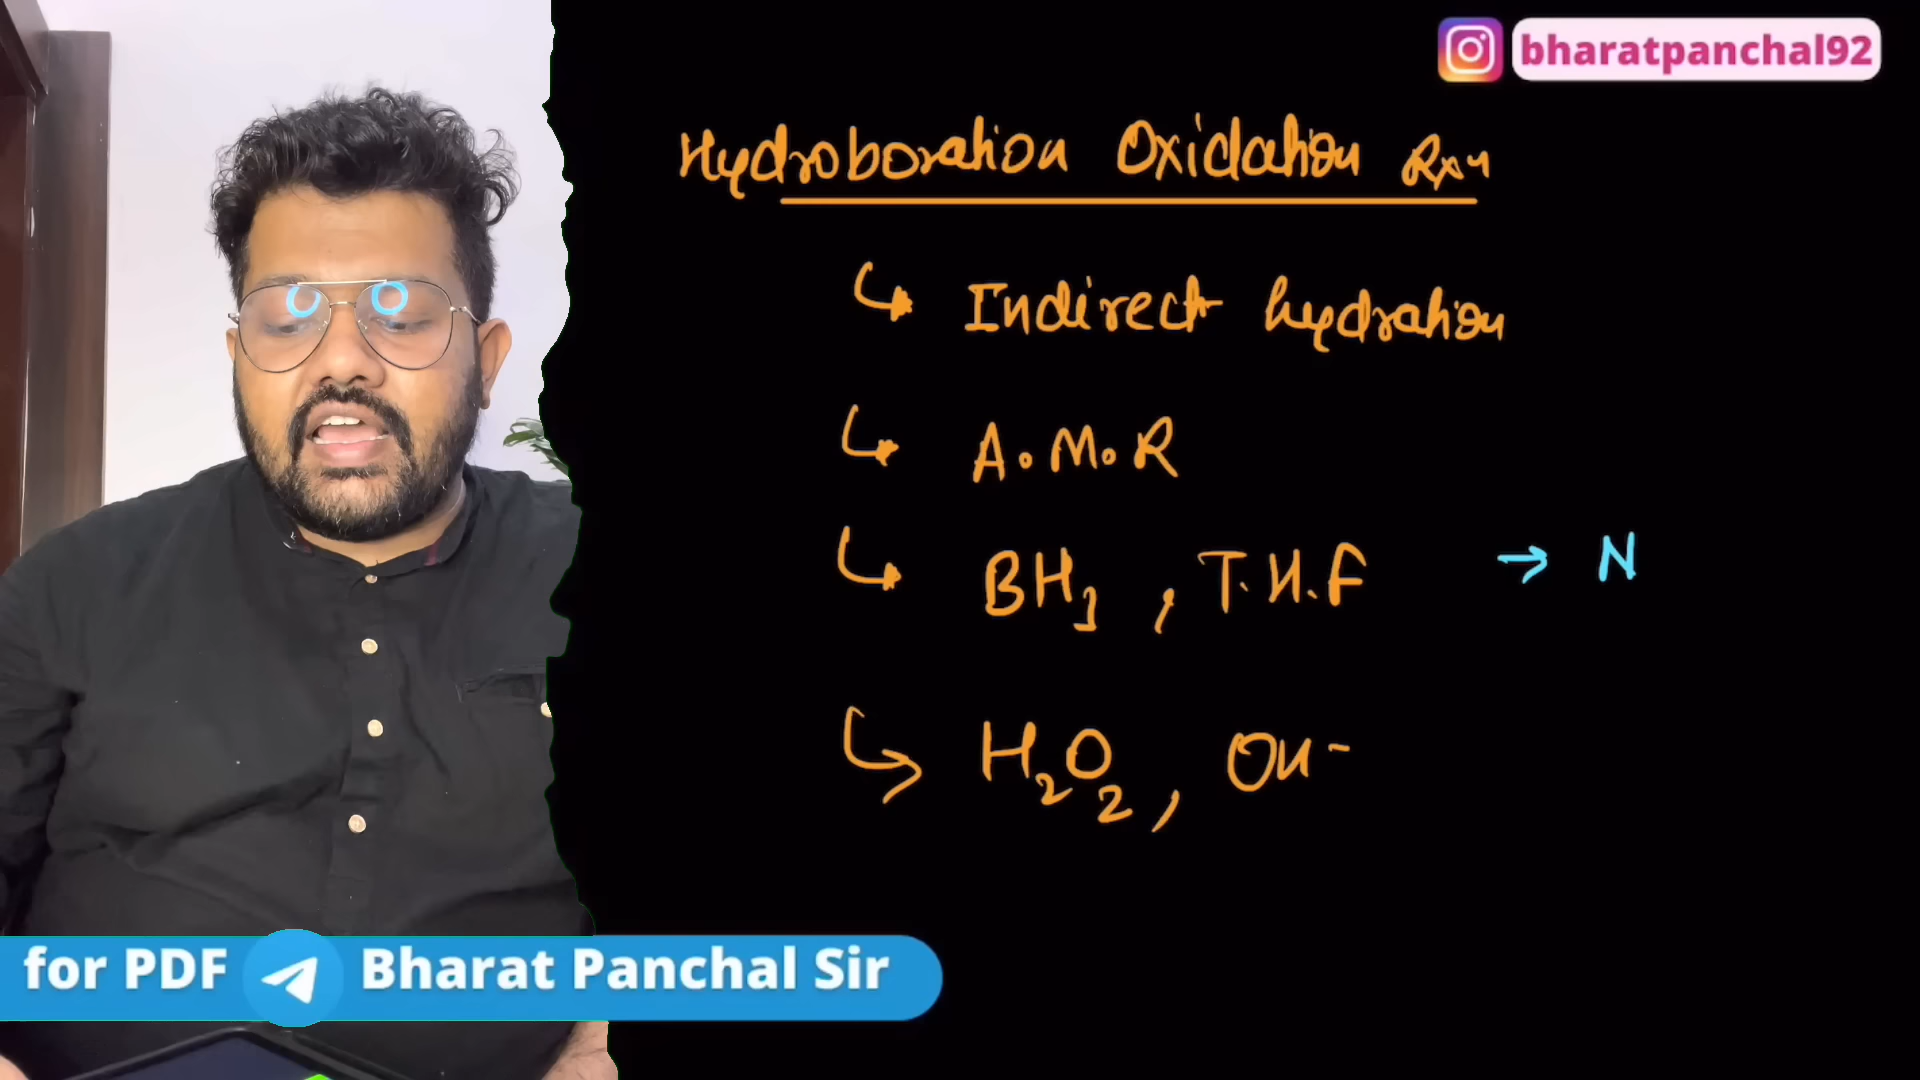 bharatpanchal92
Hydroboration Oxidation Rxn
↳ Indirect hydration
↳ A.M.R
↳ BH3 , T.H.F → N
↳ H2O2, OH-
for PDF Bharat Panchal Sir